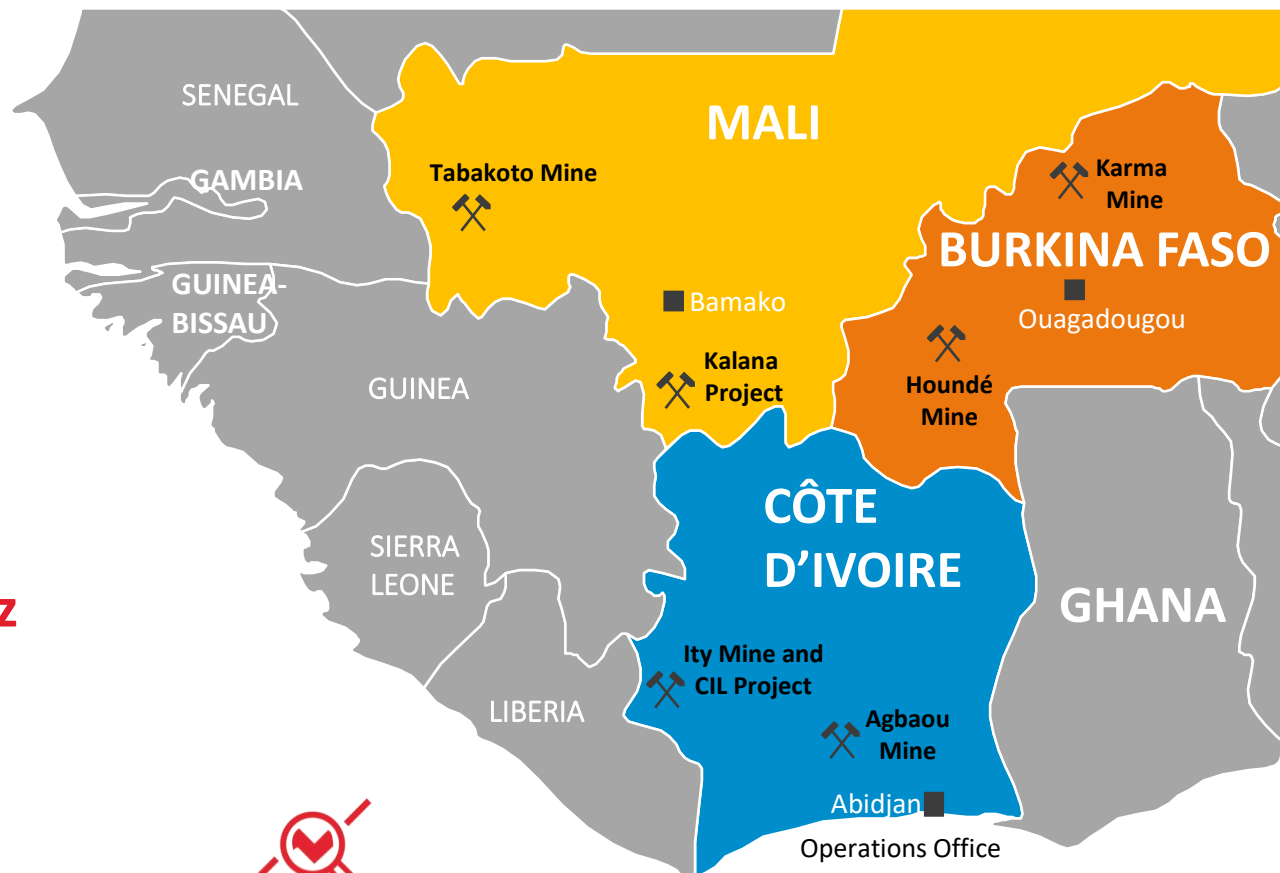 SENEGAL
MALI
Tabakoto Mine
GAMBIA
Karma
Mine
BURKINA FASO
GUINEA-
BISSAU
Bamako
Ouagadougou
Kalana
Project
GUINEA
Houndé
Mine
CÔTE
D’IVOIRE
SIERRA
LEONE
GHANA
z
Ity Mine and
CIL Project
LIBERIA
Agbaou
Mine
Abidjan
Operations Office